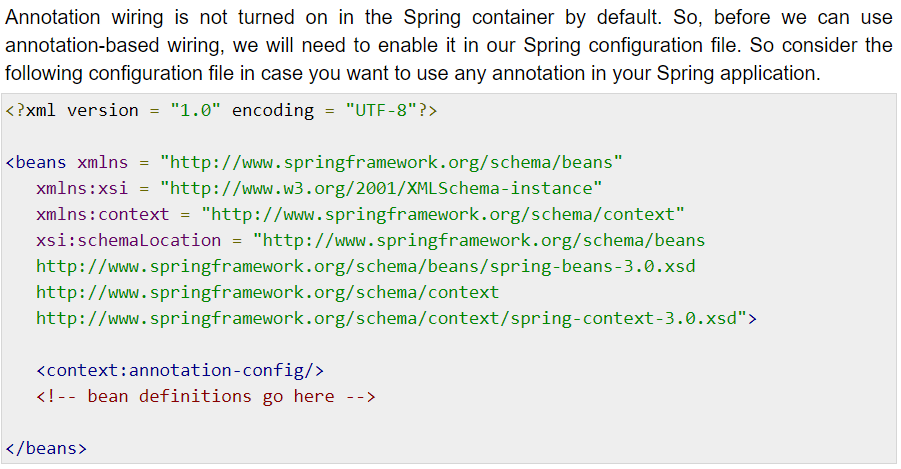 Annotation wiring is not turned on in the Spring container by default. So, before we can use
annotation-based wiring, we will need to enable it in our Spring configuration file. So consider the
following configuration file in case you want to use any annotation in your Spring application.
<?xml version = "1.0" encoding = "UTF-8"?>
<beans xmlns = "http://www.springframework.org/schema/beans"
xmlns:xsi = "http://www.w3.org/2001/XMLSchema-instance"
xmlns:context = "http://www.springframework.org/schema/context"
xsi:schemaLocation = "http://www.springframework.org/schema/beans
http://www.springframework.org/schema/beans/spring-beans-3.0.xsd
http://www.springframework.org/schema/context
http://www.springframework.org/schema/context/spring-context-3.0.xsd">
<context:annotation-config/>
<!-- bean definitions go here -->
</beans>